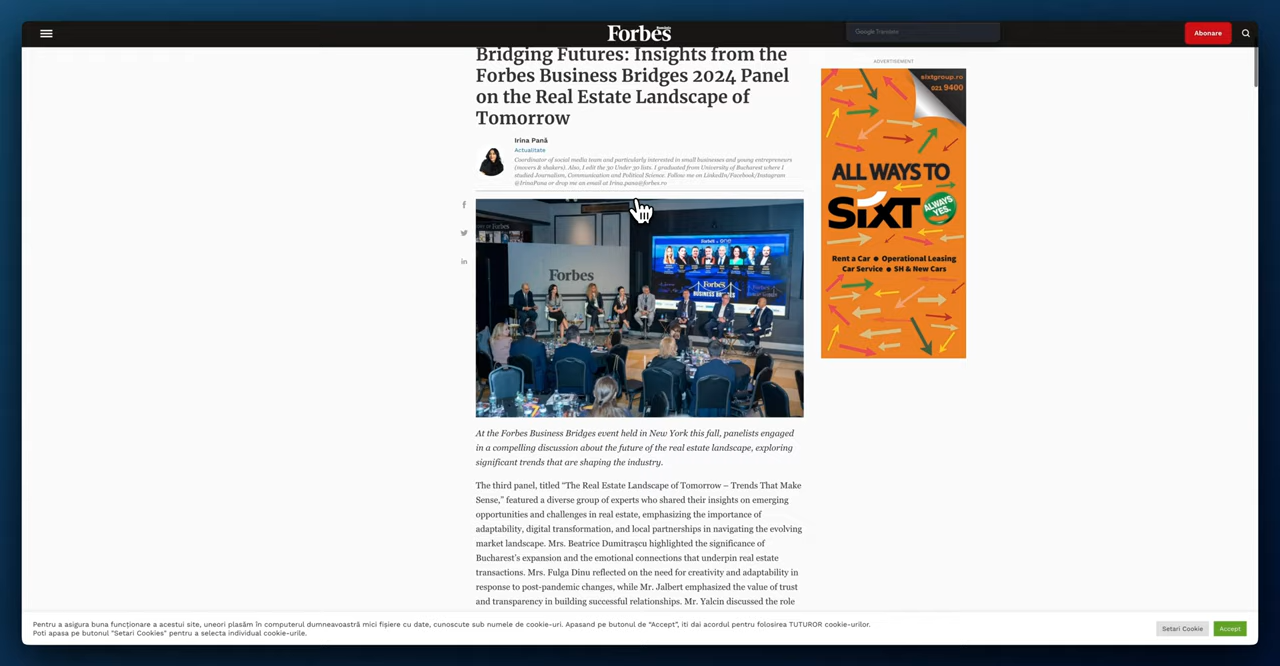 Forbes
România
Google Translate
Abonare
Bridging Futures: Insights from the
Forbes Business Bridges 2024 Panel
on the Real Estate Landscape of
Tomorrow
Irina Pană
Actualitate
Coordinator of social media team and particularly interested in small businesses and young entrepreneurs
(movers & shakers). Also, I edit the 30 Under 30 lists. I graduated from University of Bucharest where I
studied Journalism, Communication and Political Science. Follow me on LinkedIn/Facebook/Instagram
@IrinaPana or drop me an email at Irina.pana@forbes.ro
Forbes
Forbes
BUSINESS BRIDGES
At the Forbes Business Bridges event held in New York this fall, panelists engaged
in a compelling discussion about the future of the real estate landscape, exploring
significant trends that are shaping the industry.
The third panel, titled “The Real Estate Landscape of Tomorrow – Trends That Make
Sense,” featured a diverse group of experts who shared their insights on emerging
opportunities and challenges in real estate, emphasizing the importance of
adaptability, digital transformation, and local partnerships in navigating the evolving
market landscape. Mrs. Beatrice Dumitrașcu highlighted the significance of
Bucharest’s expansion and the emotional connections that underpin real estate
transactions. Mrs. Fulga Dinu reflected on the need for creativity and adaptability in
response to post-pandemic changes, while Mr. Jalbert emphasized the value of trust
and transparency in building successful relationships. Mr. Yalcin discussed the role
ADVERTISEMENT
sixtgroup.ro
021 9400
ALL WAYS TO
SIXT
ALWAYS
YES.
Rent a Car ● Operational Leasing
Car Service ● SH & New Cars
Pentru a asigura buna funcționare a acestui site, uneori plasăm în computerul dumneavoastră mici fișiere cu date, cunoscute sub numele de cookie-uri. Apasand pe butonul de "Accept", iti dai acordul pentru folosirea TUTUROR cookie-urilor.
Poti apasa pe butonul "Setari Cookies" pentru a selecta individual cookie-urile.
Setari Cookie
Accept